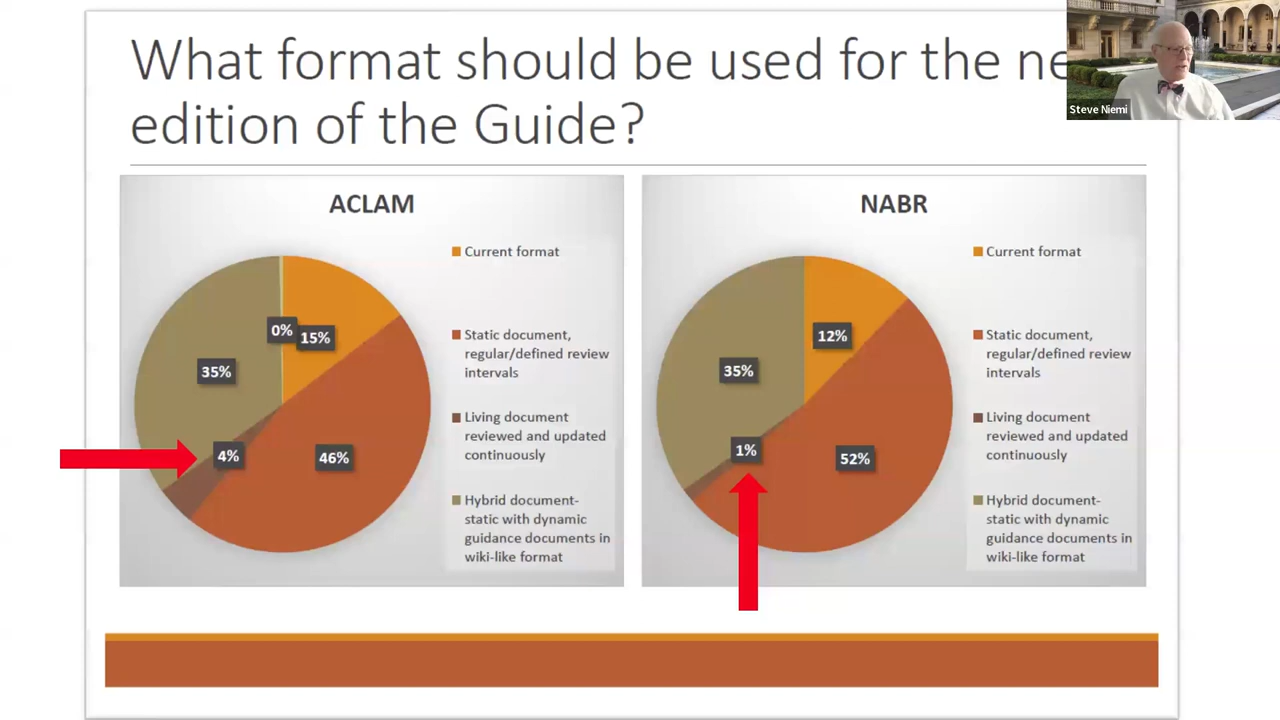 What format should be used for the
edition of the Guide?
Steve Niemi
ACLAM
Current format
Static document,
regular/defined review
intervals
Living document
reviewed and updated
continuously
Hybrid document-
static with dynamic
guidance documents in
wiki-like format
0%
15%
35%
4%
46%
NABR
Current format
Static document,
regular/defined review
intervals
Living document
reviewed and updated
continuously
Hybrid document-
static with dynamic
guidance documents in
wiki-like format
12%
35%
1%
52%